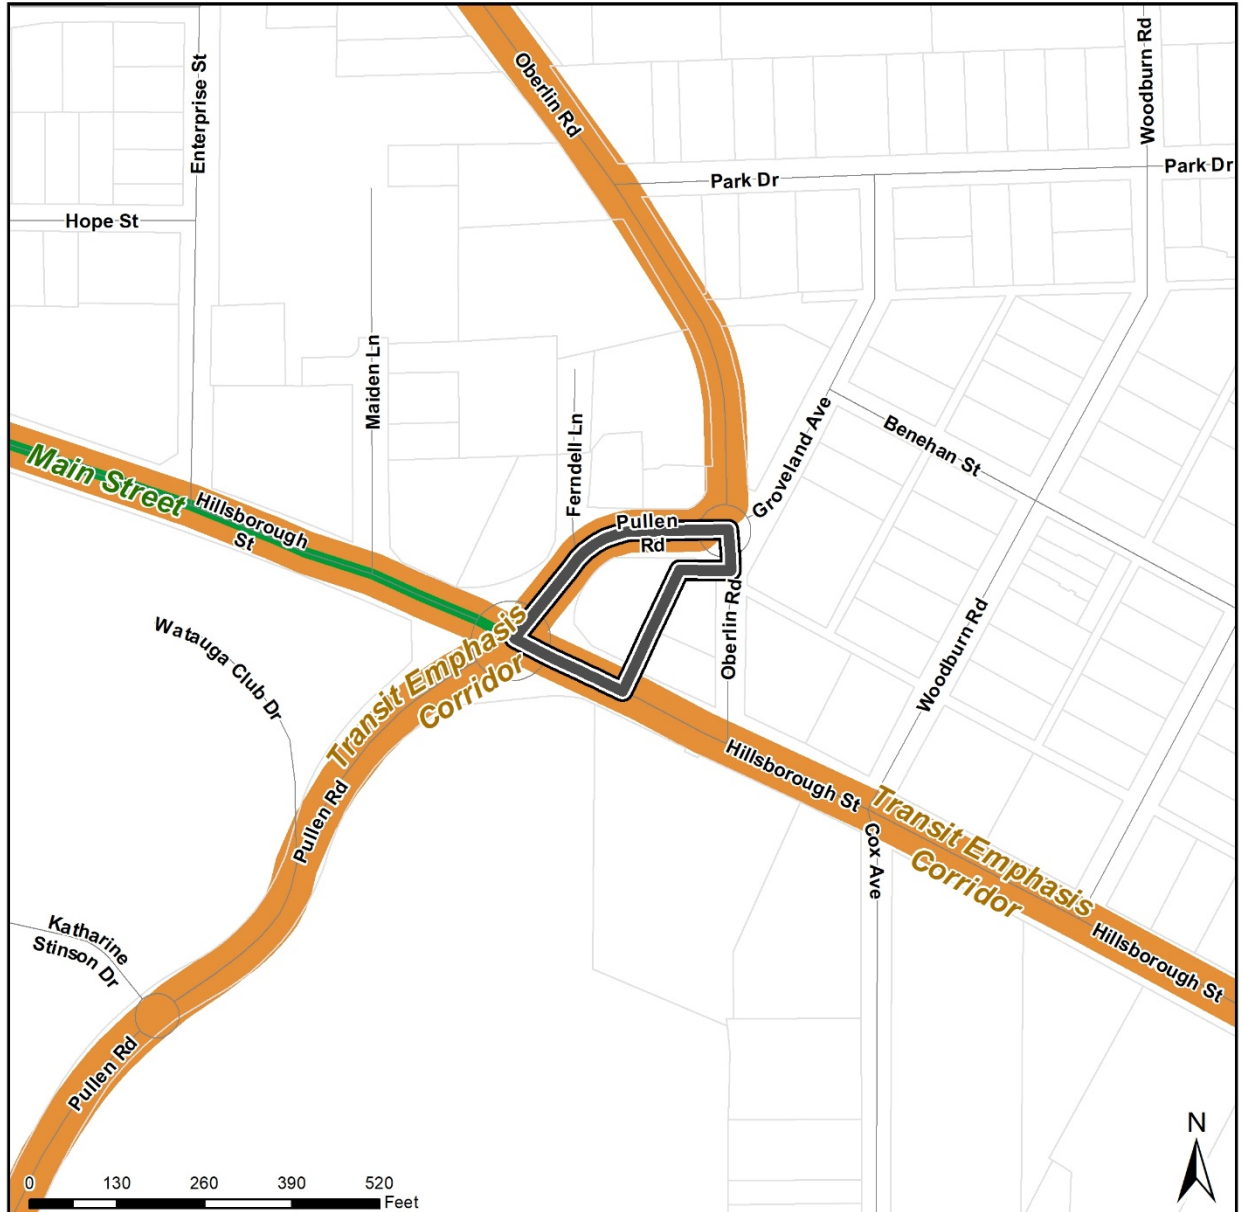 Oberlin Rd
Enterprise St
Woodburn Rd
Park Dr
Park Dr
Hope St
Maiden Ln
Ferndell Ln
Groveland Ave
Benehan St
Main Street
Hillsborough
St
Pullen
Rd
Watauga Club Dr
Transit Emphasis
Corridor
Oberlin Rd
Woodburn Rd
Pullen Rd
Hillsborough St
Cox Ave
Transit Emphasis
Corridor
Hillsborough St
Katharine
Stinson Dr
Pullen Rd
N
0 130 260 390 520
Feet